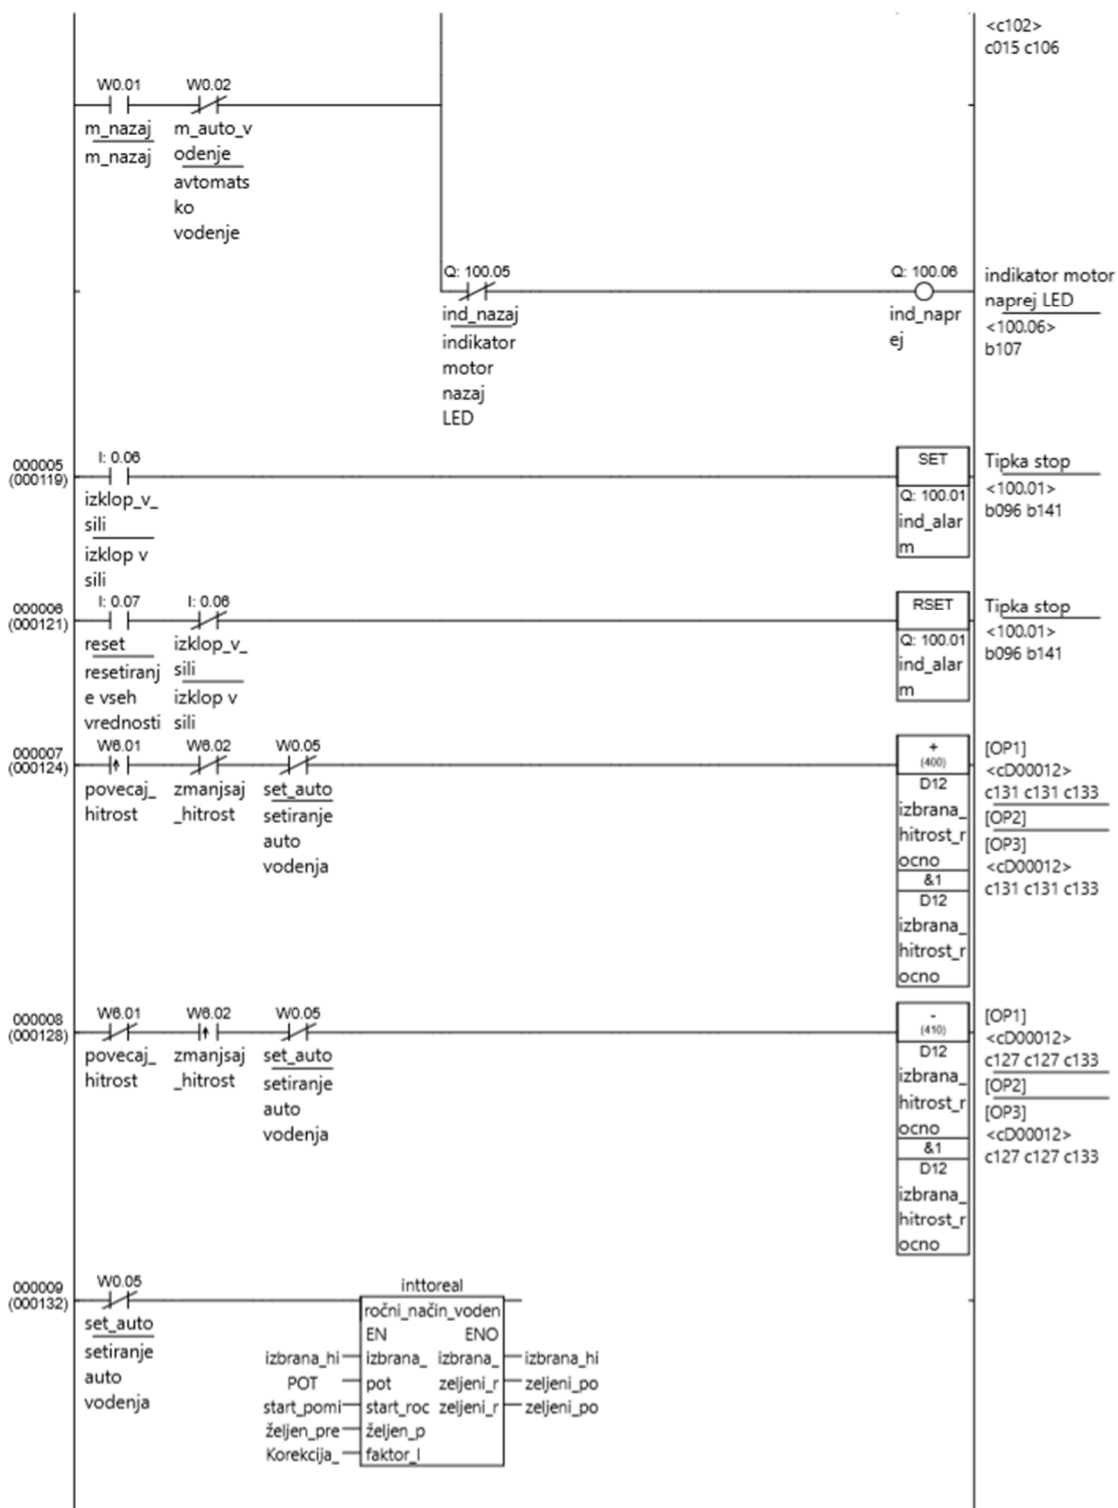 <c102>
c015 c106
W0.01 W0.02
m_nazaj m_auto_v
odenje
m_nazaj
avtomats
ko
vodenje
Q: 100.05 Q: 100.06 indikator motor
naprej LED
ind_nazaj ind_napr
ej
<100.06>
b107
indikator
motor
nazaj
LED
000005
(000119)
I: 0.06 SET Tipka stop
izklop_v_
sili
izklop v
sili
Q: 100.01
ind_alar
m
<100.01>
b096 b141
000006
(000121)
I: 0.07 I: 0.06 RSET Tipka stop
reset izklop_v_
sili
resetiranj
e vseh
vrednosti
izklop v
sili
Q: 100.01
ind_alar
m
<100.01>
b096 b141
000007
(000124)
W6.01 W6.02 W0.05
povecaj_
hitrost
zmanjsaj
_hitrost
set_auto
setiranje
auto
vodenja
+
(400)
D12
izbrana_
hitrost_r
ocno
&1
D12
izbrana_
hitrost_r
ocno
[OP1]
<cD00012>
c131 c131 c133
[OP2]
[OP3]
<cD00012>
c131 c131 c133
000008
(000128)
W6.01 W6.02 W0.05
povecaj_
hitrost
zmanjsaj
_hitrost
set_auto
setiranje
auto
vodenja
-
(410)
D12
izbrana_
hitrost_r
ocno
&1
D12
izbrana_
hitrost_r
ocno
[OP1]
<cD00012>
c127 c127 c133
[OP2]
[OP3]
<cD00012>
c127 c127 c133
000009
(000132)
W0.05
set_auto
setiranje
auto
vodenja
inttoreal
ročni_način_voden
EN ENO
izbrana_hi izbrana_ izbrana_ izbrana_hi
POT pot zeljeni_r zeljeni_po
start_pomi start_roc zeljeni_r zeljeni_po
željen_pre željen_p
Korekcija_ faktor_l